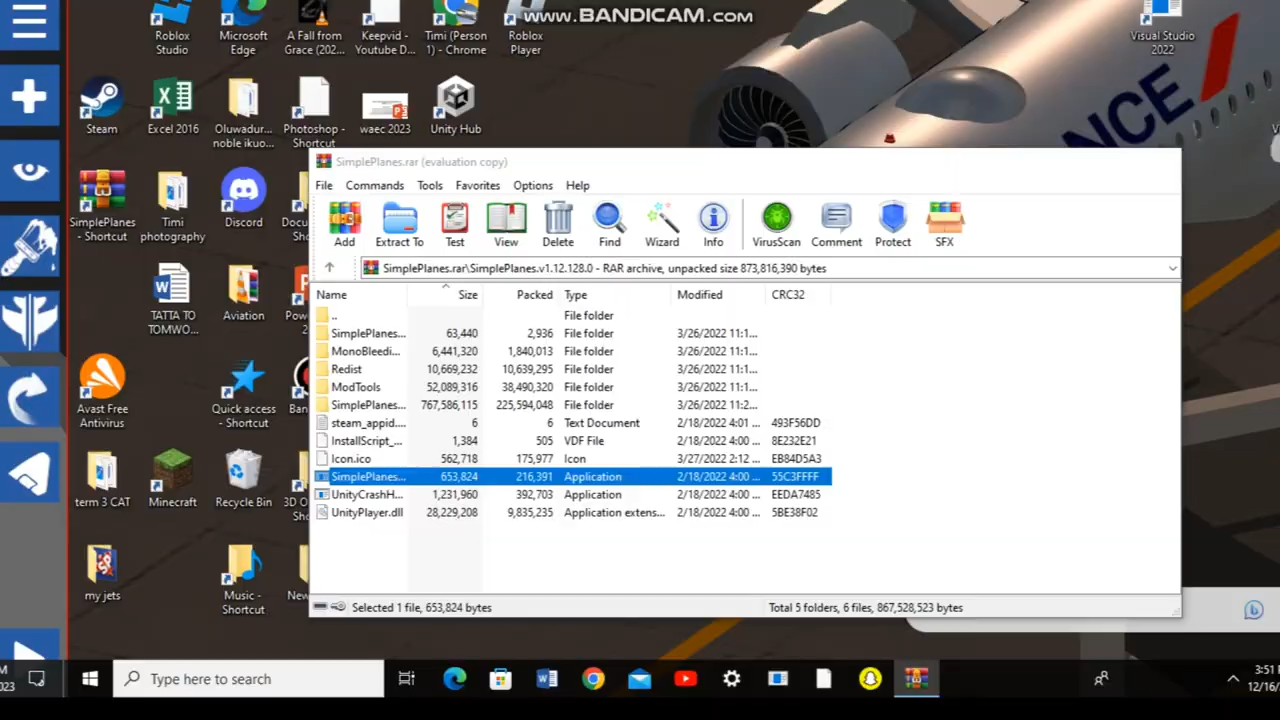 www.BANDICAM.com
Roblox
Studio
Microsoft
Edge
A Fall from
Grace (202...
Keepvid -
Youtube D...
Timi (Person
1) - Chrome
Roblox
Player
Visual Studio
2022
NCE
Steam
Excel 2016
Oluwadur...
noble ikuo...
Photoshop -
Shortcut
waec 2023
Unity Hub
SimplePlanes
- Shortcut
Timi
photography
Discord
TATTA TO
TOMWO...
Aviation
Avast Free
Antivirus
Quick access
- Shortcut
term 3 CAT
Minecraft
Recycle Bin
my jets
Music -
Shortcut
SimplePlanes.rar (evaluation copy)
File Commands Tools Favorites Options Help
Add Extract To Test View Delete Find Wizard Info VirusScan Comment Protect SFX
SimplePlanes.rar\SimplePlanes.v1.12.128.0 - RAR archive, unpacked size 873,816,390 bytes
Name Size Packed Type Modified CRC32
.. File folder
SimplePlanes... 63,440 2,936 File folder 3/26/2022 11:1...
MonoBleedi... 6,441,320 1,840,013 File folder 3/26/2022 11:1...
Redist 10,669,232 10,639,295 File folder 3/26/2022 11:1...
ModTools 52,089,316 38,490,320 File folder 3/26/2022 11:1...
SimplePlanes... 767,586,115 225,594,048 File folder 3/26/2022 11:2...
steam_appid.... 6 6 Text Document 2/18/2022 4:01 ... 493F56DD
InstallScript_... 1,384 505 VDF File 2/18/2022 4:00 ... 8E232E21
Icon.ico 562,718 175,977 Icon 3/27/2022 2:12 ... EB84D5A3
SimplePlanes... 653,824 216,391 Application 2/18/2022 4:00 ... 55C3FFFF
UnityCrashH... 1,231,960 392,703 Application 2/18/2022 4:00 ... EEDA7485
UnityPlayer.dll 28,229,208 9,835,235 Application extens... 2/18/2022 4:00 ... 5BE38F02
Selected 1 file, 653,824 bytes Total 5 folders, 6 files, 867,528,523 bytes
Type here to search
3:51
12/16/